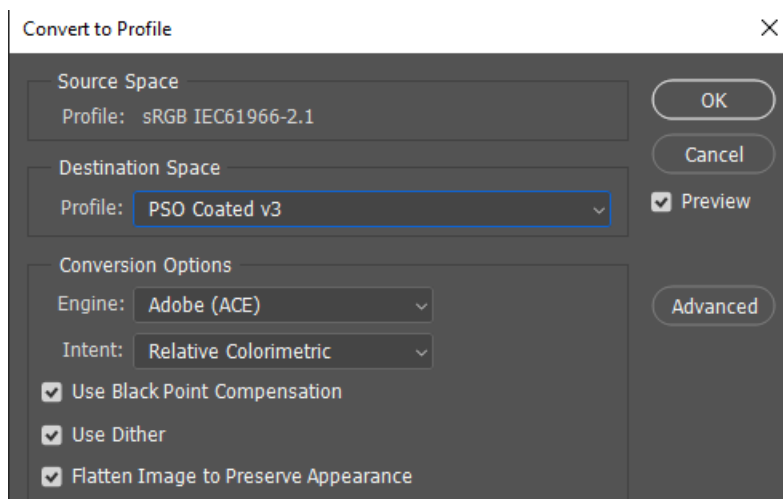 Convert to Profile
Source Space
Profile: sRGB IEC61966-2.1
OK
Cancel
Destination Space
Profile: PSO Coated v3
Preview
Conversion Options
Engine: Adobe (ACE)
Advanced
Intent: Relative Colorimetric
Use Black Point Compensation
Use Dither
Flatten Image to Preserve Appearance